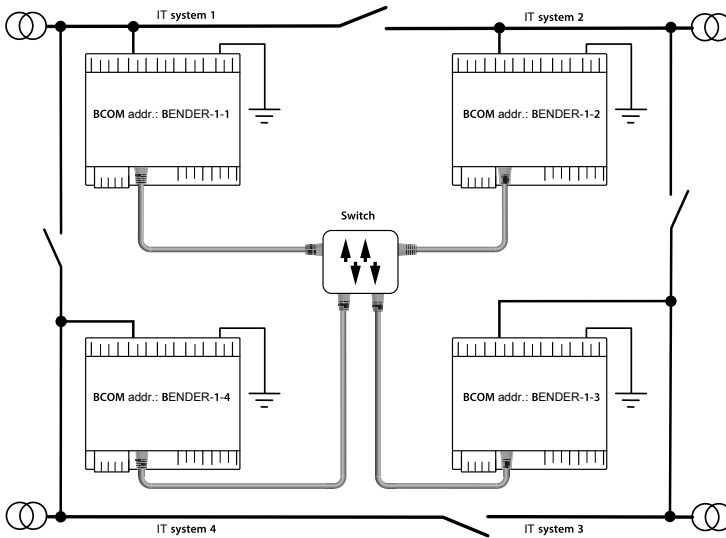 IT system 1
IT system 2
BCOM addr.: BENDER-1-1
BCOM addr.: BENDER-1-2
Switch
BCOM addr.: BENDER-1-4
BCOM addr.: BENDER-1-3
IT system 4
IT system 3